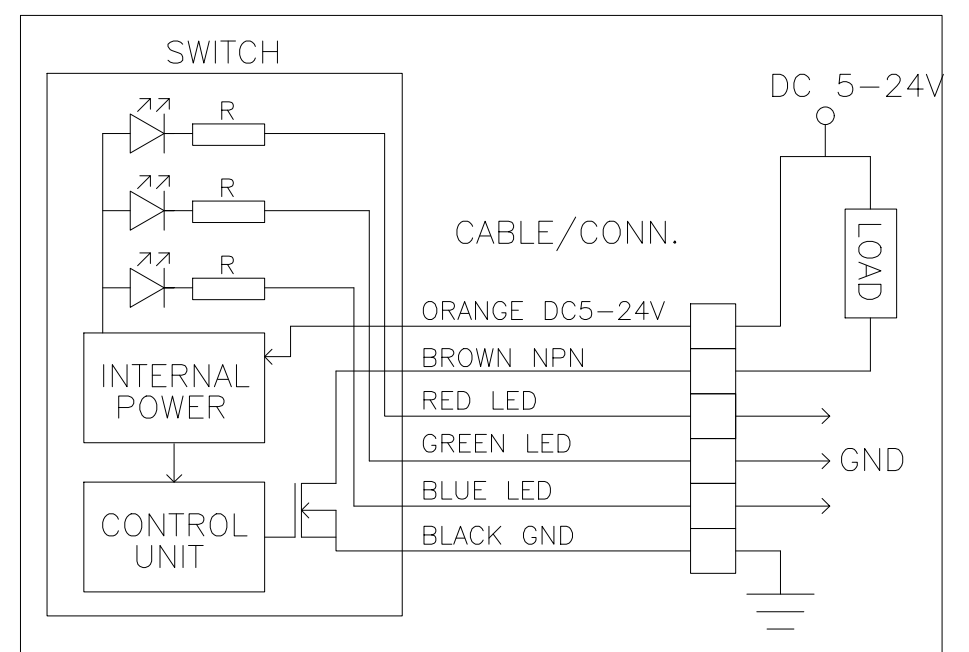 SWITCH
DC 5-24V
R
R
R
CABLE/CONN.
LOAD
ORANGE DC5-24V
BROWN NPN
RED LED
GREEN LED
BLUE LED
BLACK GND
GND
INTERNAL
POWER
CONTROL
UNIT